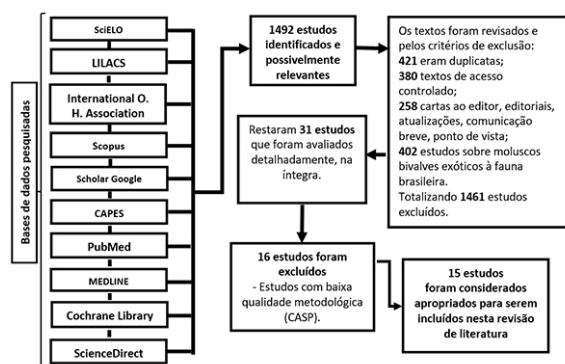 Bases de dados pesquisadas
SciELO
LILACS
International O.
H. Association
Scopus
Scholar Google
CAPES
PubMed
MEDLINE
Cochrane Library
ScienceDirect
1492 estudos
identificados e
possivelmente
relevantes
Os textos foram revisados e
pelos critérios de exclusão:
421 eram duplicatas;
380 textos de acesso
controlado;
258 cartas ao editor, editoriais,
atualizações, comunicação
breve, ponto de vista;
402 estudos sobre moluscos
bivalves exóticos à fauna
brasileira.
Totalizando 1461 estudos
excluídos.
Restaram 31 estudos
que foram avaliados
detalhadamente, na
íntegra.
16 estudos foram
excluídos
- Estudos com baixa
qualidade metodológica
(CASP).
15 estudos
foram considerados
apropriados para serem
incluídos nesta revisão
de literatura